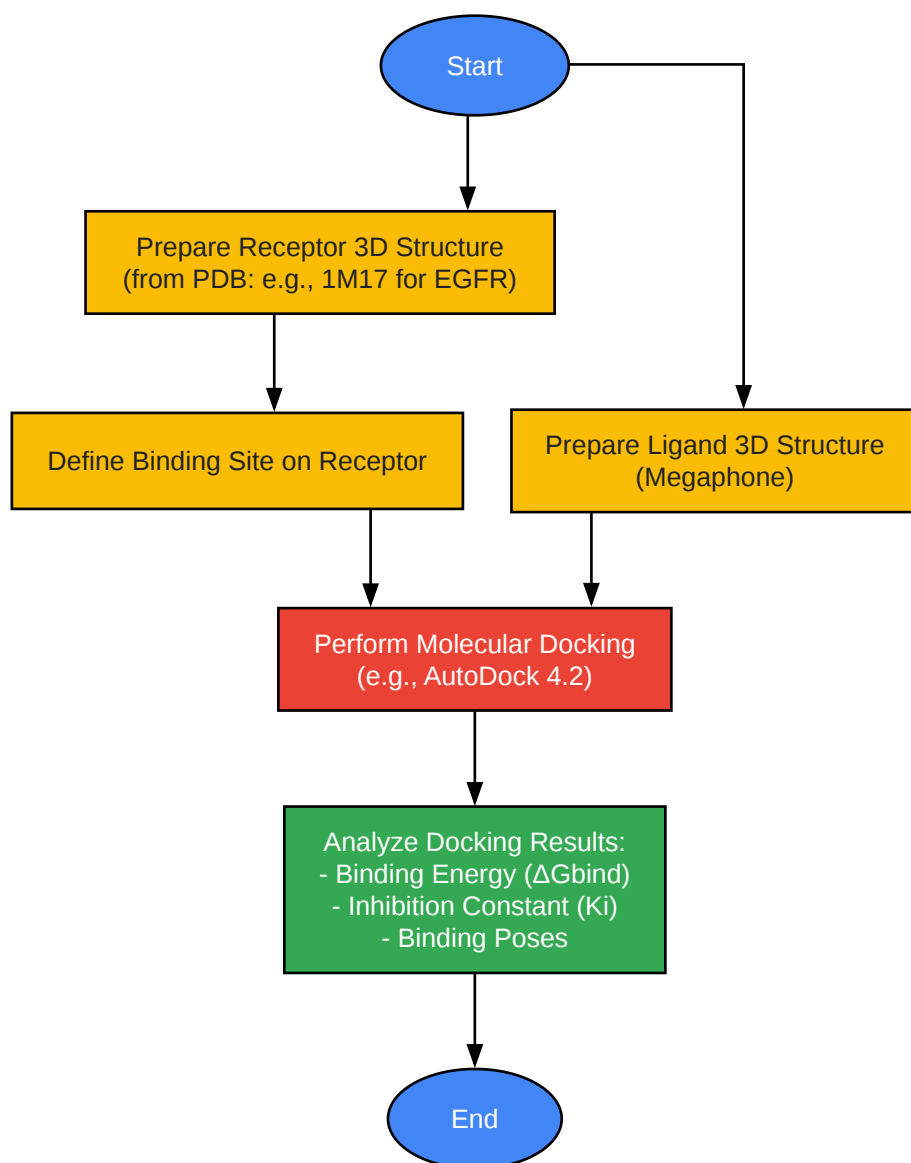 Start
Prepare Receptor 3D Structure
(from PDB: e.g., 1M17 for EGFR)
Define Binding Site on Receptor
Prepare Ligand 3D Structure
(Megaphone)
Perform Molecular Docking
(e.g., AutoDock 4.2)
Analyze Docking Results:
- Binding Energy (ΔGbind)
- Inhibition Constant (Ki)
- Binding Poses
End